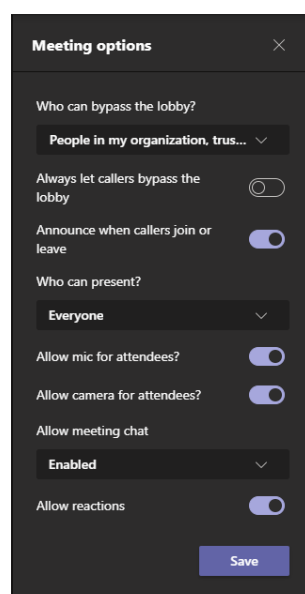 Meeting options
Who can bypass the lobby?
People in my organization, trus...
Always let callers bypass the
lobby
Announce when callers join or
leave
Who can present?
Everyone
Allow mic for attendees?
Allow camera for attendees?
Allow meeting chat
Enabled
Allow reactions
Save